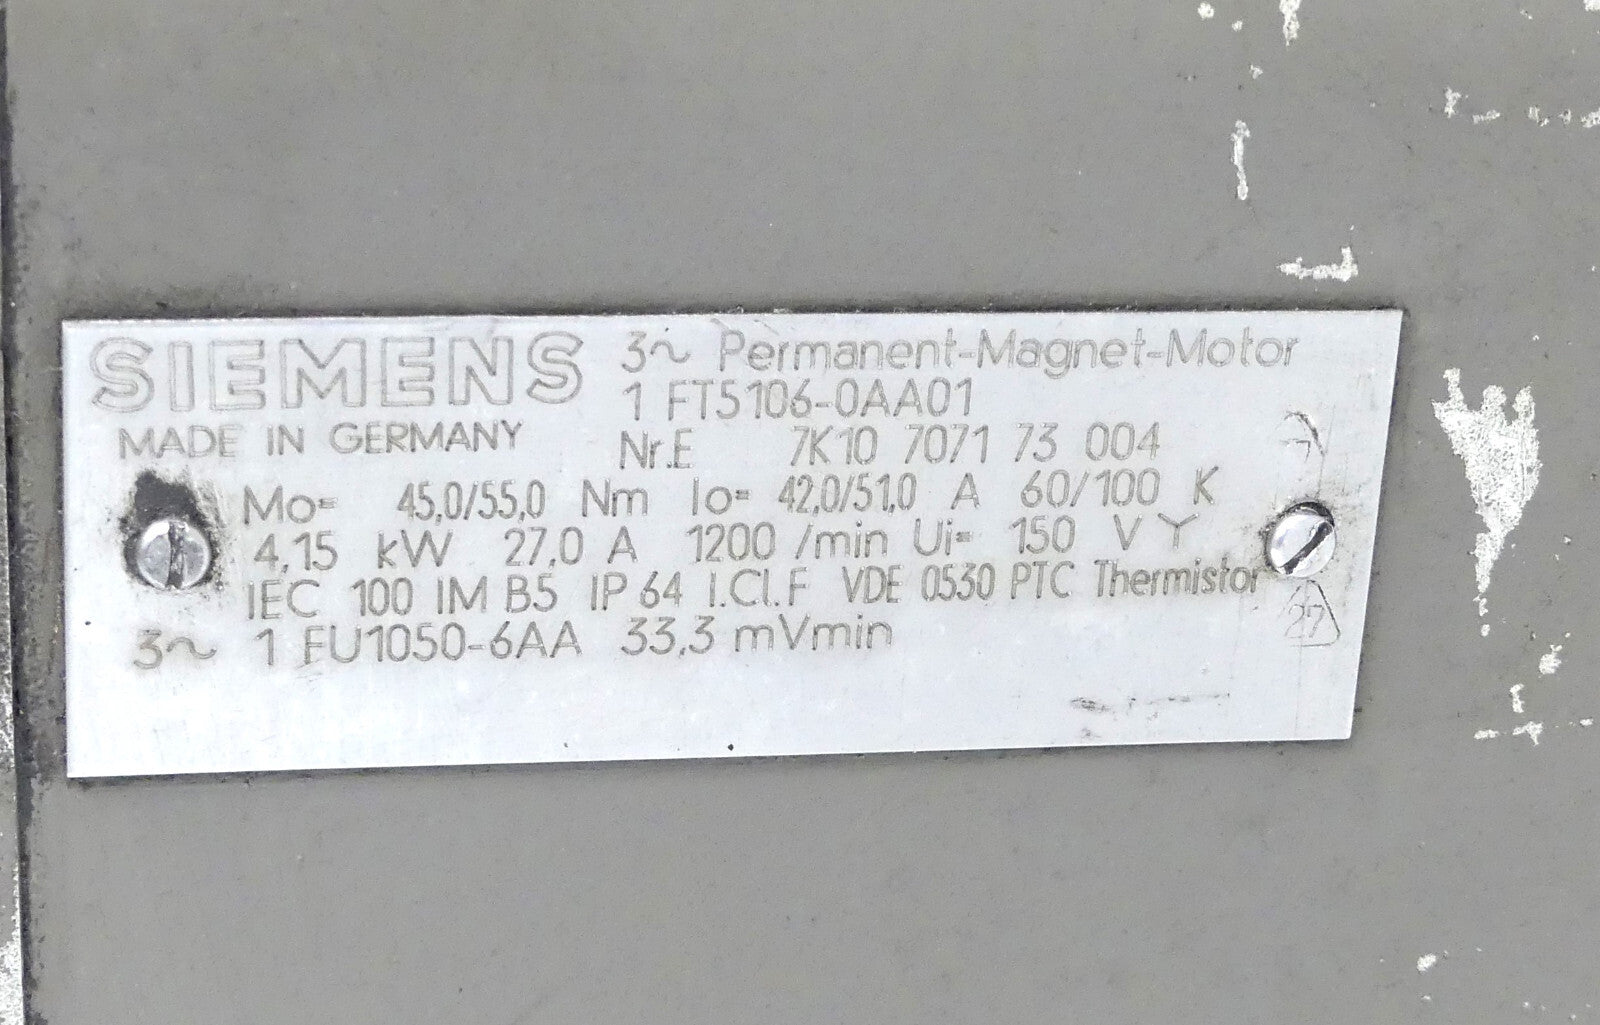 SIEMENS
MADE IN GERMANY
3~ Permanent-Magnet-Motor
1 FT5106-0AA01
Nr.E 7K10 7071 73 004
Mo= 45,0/55,0 Nm Io= 42,0/51,0 A 60/100 K
4,15 kW 27,0 A 1200 /min Ui= 150 V Y
IEC 100 IM B5 IP 64 I.Cl.F VDE 0530 PTC Thermistor
3~ 1 FU1050-6AA 33,3 mVmin
27